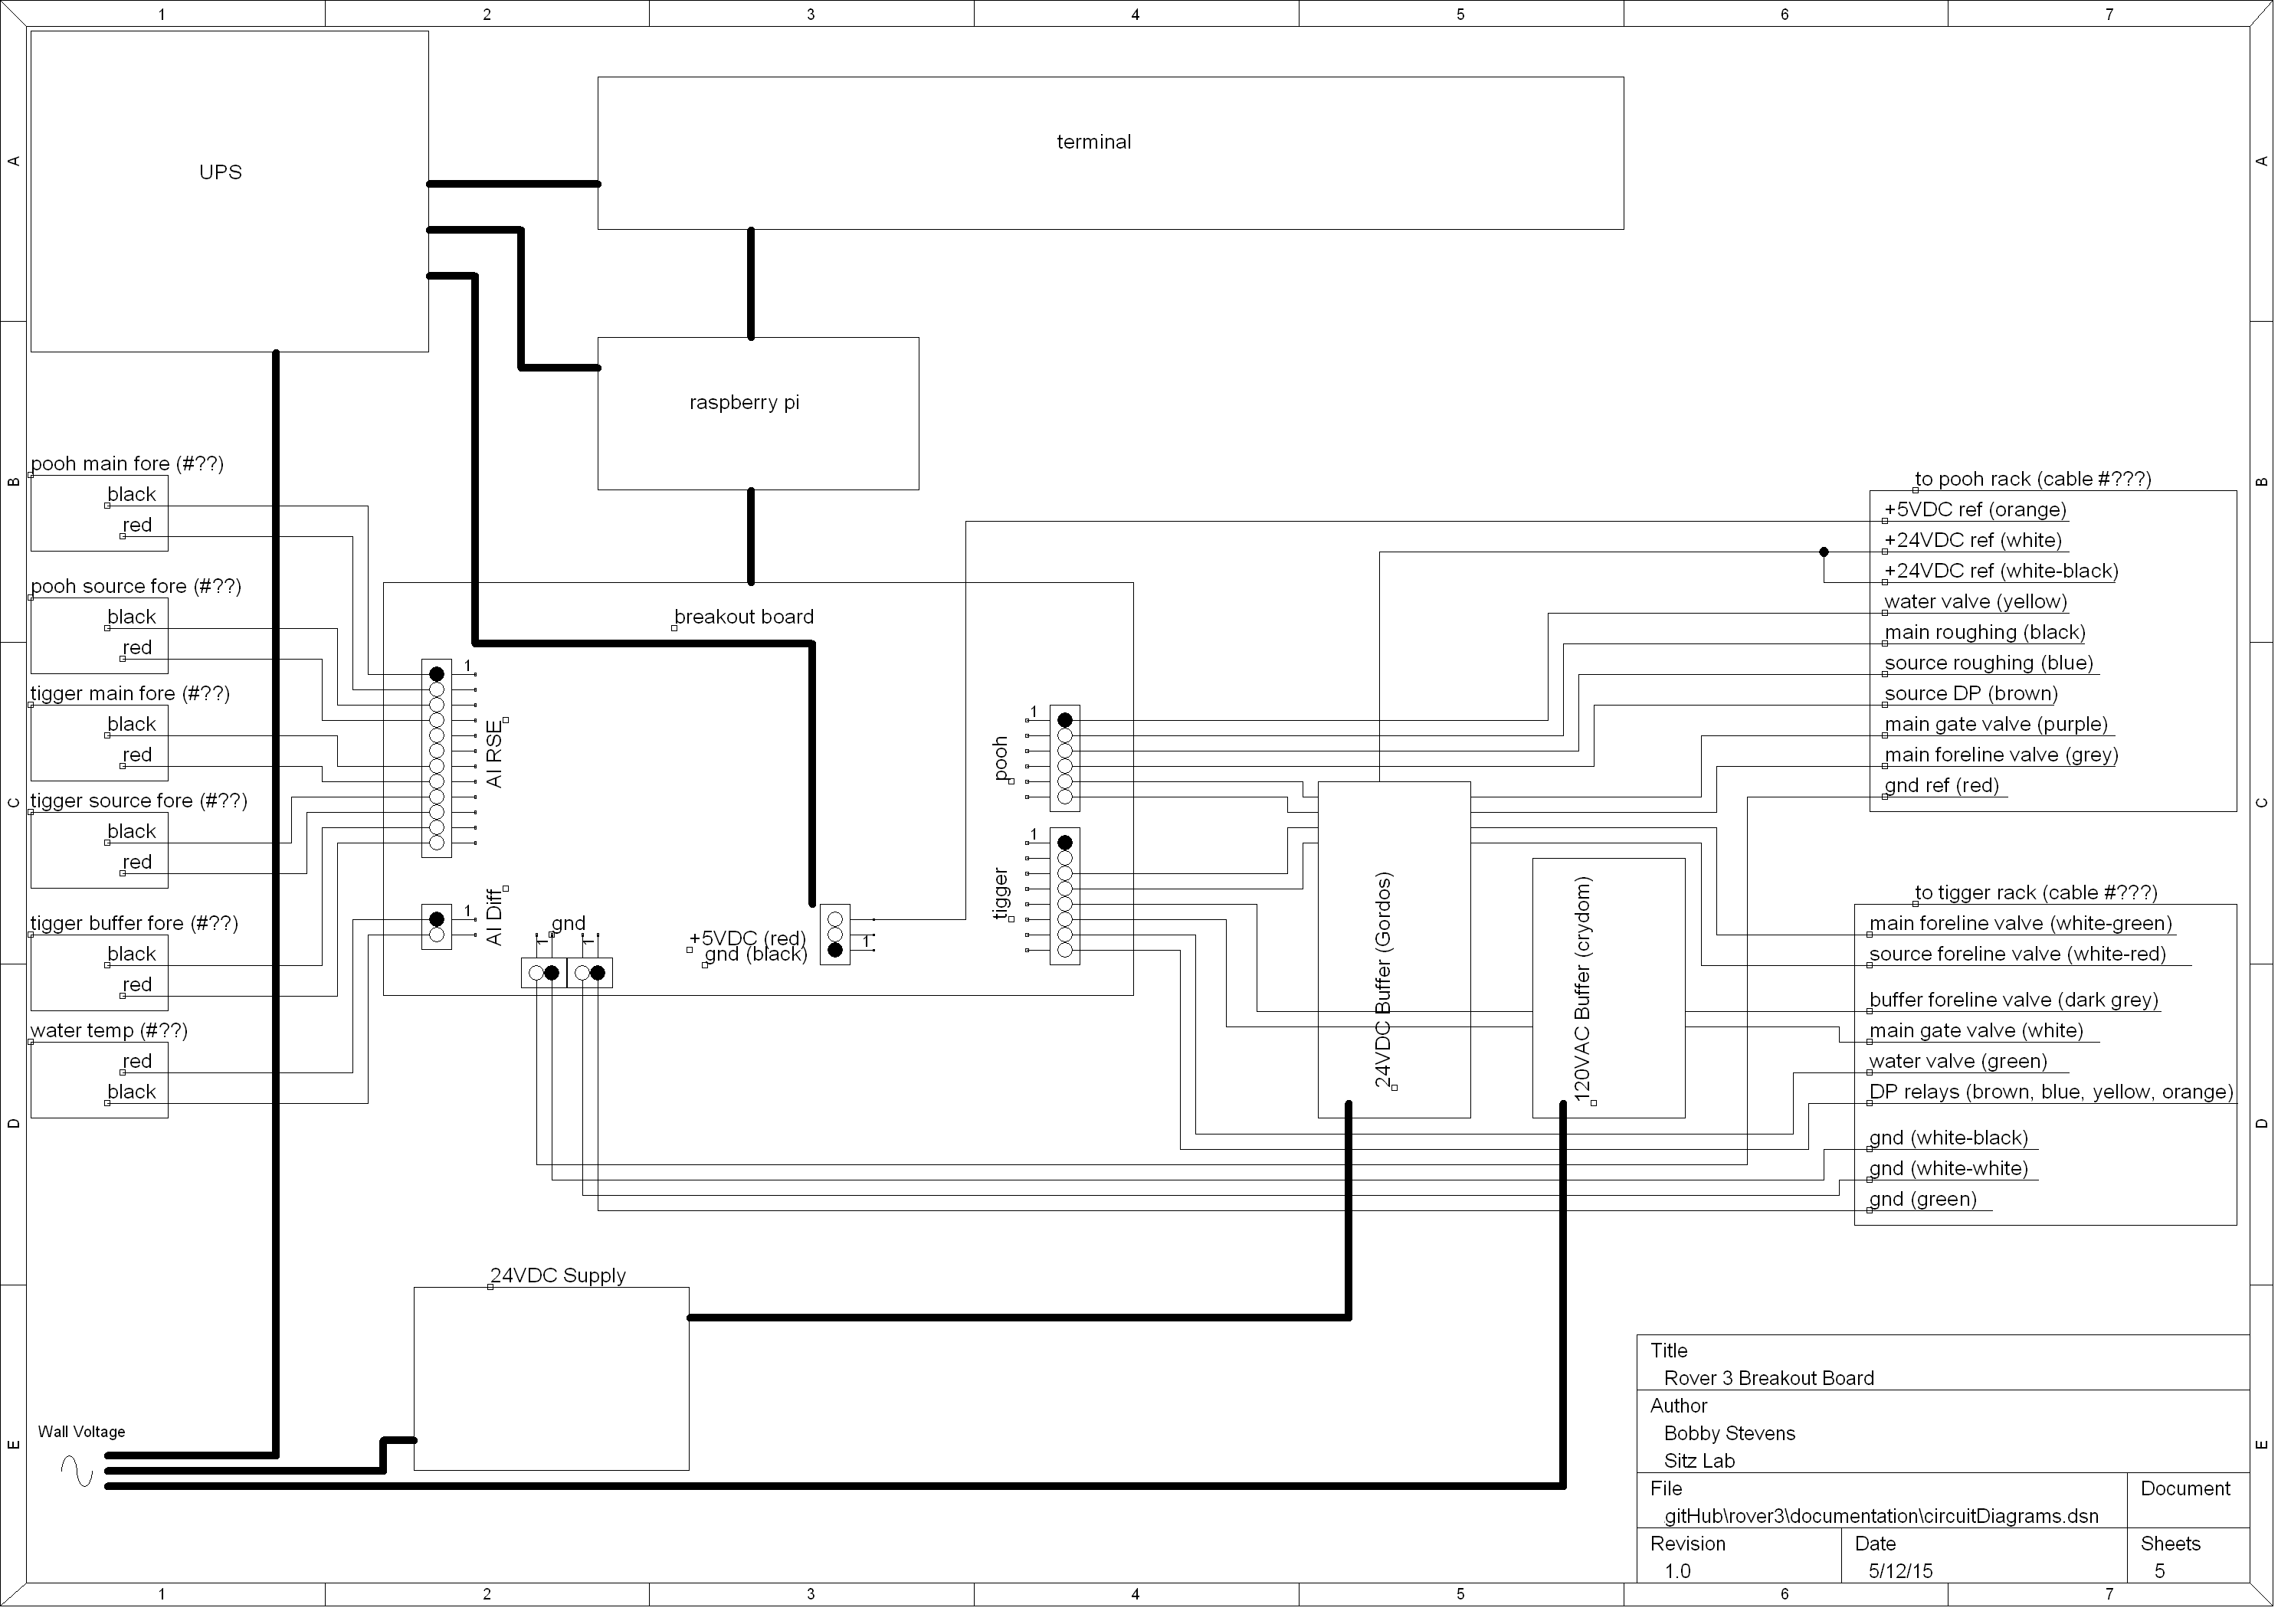 1 2 3 4 5 6 7
A
A
UPS
terminal
raspberry pi
B
B
pooh main fore (#??)
black
red
pooh source fore (#??)
black
red
tigger main fore (#??)
black
red
tigger source fore (#??)
black
red
tigger buffer fore (#??)
black
red
water temp (#??)
red
black
C
C
breakout board
1
AI RSE
1
AI Diff
gnd
1
1
+5VDC (red)
gnd (black)
1
1
pooh
1
tigger
24VDC Buffer (Gordos)
120VAC Buffer (crydom)
to pooh rack (cable #???)
+5VDC ref (orange)
+24VDC ref (white)
+24VDC ref (white-black)
water valve (yellow)
main roughing (black)
source roughing (blue)
source DP (brown)
main gate valve (purple)
main foreline valve (grey)
gnd ref (red)
to tigger rack (cable #???)
main foreline valve (white-green)
source foreline valve (white-red)
buffer foreline valve (dark grey)
main gate valve (white)
water valve (green)
DP relays (brown, blue, yellow, orange)
gnd (white-black)
gnd (white-white)
gnd (green)
D
D
24VDC Supply
Wall Voltage
E
E
Title
Rover 3 Breakout Board
Author
Bobby Stevens
Sitz Lab
File
gitHub\rover3\documentation\circuitDiagrams.dsn
Document
Revision
1.0
Date
5/12/15
Sheets
5
1 2 3 4 5 6 7